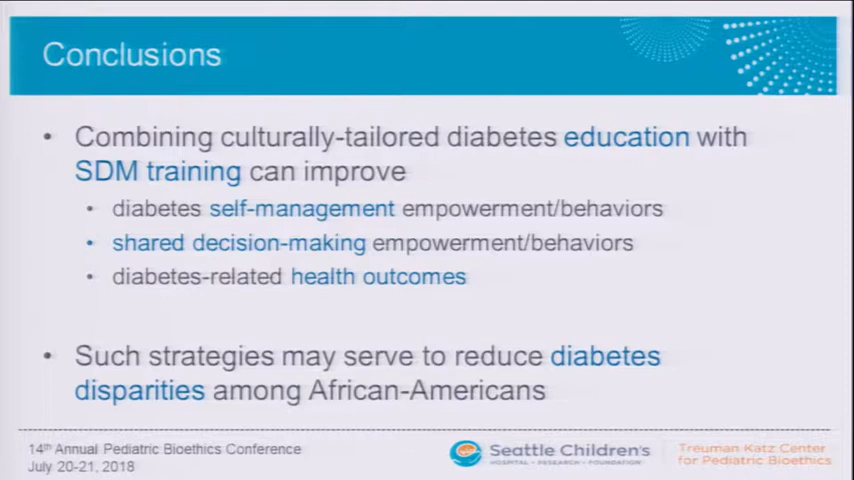 Conclusions
• Combining culturally-tailored diabetes education with
SDM training can improve
• diabetes self-management empowerment/behaviors
• shared decision-making empowerment/behaviors
• diabetes-related health outcomes
• Such strategies may serve to reduce diabetes
disparities among African-Americans
14th Annual Pediatric Bioethics Conference
July 20-21, 2018
Seattle Children's
HOSPITAL • RESEARCH • FOUNDATION
Treuman Katz Center
for Pediatric Bioethics